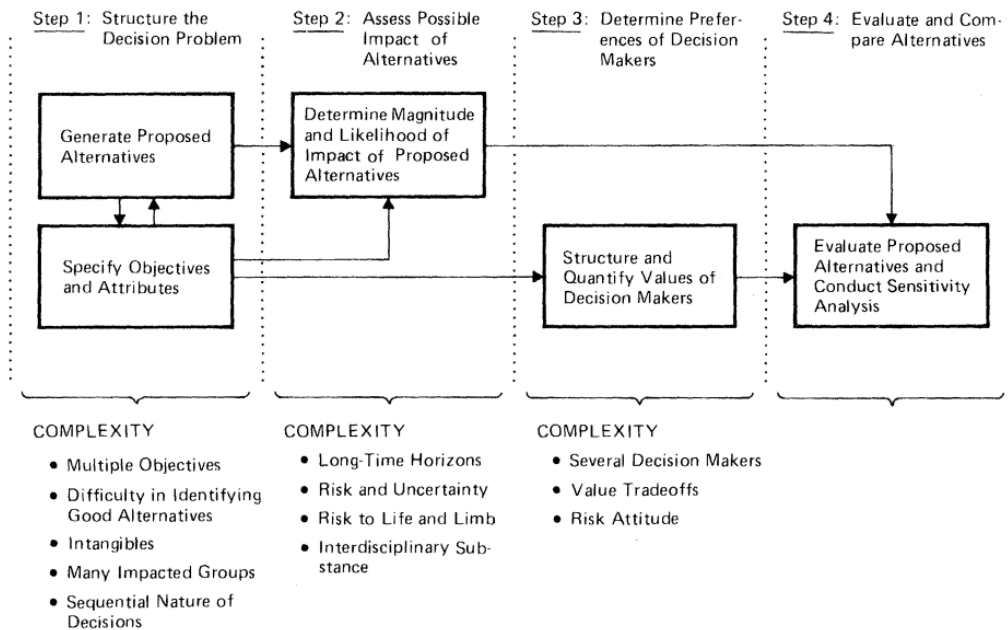 Step 1: Structure the
Decision Problem
Step 2: Assess Possible
Impact of
Alternatives
Step 3: Determine Prefer-
ences of Decision
Makers
Step 4: Evaluate and Com-
pare Alternatives
Generate Proposed
Alternatives
Determine Magnitude
and Likelihood of
Impact of Proposed
Alternatives
Specify Objectives
and Attributes
Structure and
Quantify Values of
Decision Makers
Evaluate Proposed
Alternatives and
Conduct Sensitivity
Analysis
COMPLEXITY
• Multiple Objectives
• Difficulty in Identifying
Good Alternatives
• Intangibles
• Many Impacted Groups
• Sequential Nature of
Decisions
COMPLEXITY
• Long-Time Horizons
• Risk and Uncertainty
• Risk to Life and Limb
• Interdisciplinary Sub-
stance
COMPLEXITY
• Several Decision Makers
• Value Tradeoffs
• Risk Attitude